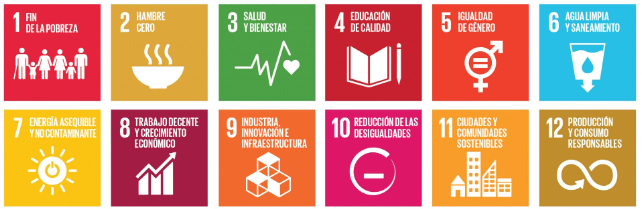 1 FIN
DE LA POBREZA
2 HAMBRE
CERO
3 SALUD
Y BIENESTAR
4 EDUCACIÓN
DE CALIDAD
5 IGUALDAD
DE GÉNERO
6 AGUA LIMPIA
Y SANEAMIENTO
7 ENERGÍA ASEQUIBLE
Y NO CONTAMINANTE
8 TRABAJO DECENTE
Y CRECIMIENTO
ECONÓMICO
9 INDUSTRIA,
INNOVACIÓN E
INFRAESTRUCTURA
10 REDUCCIÓN DE LAS
DESIGUALDADES
11 CIUDADES Y
COMUNIDADES
SOSTENIBLES
12 PRODUCCIÓN
Y CONSUMO
RESPONSABLES